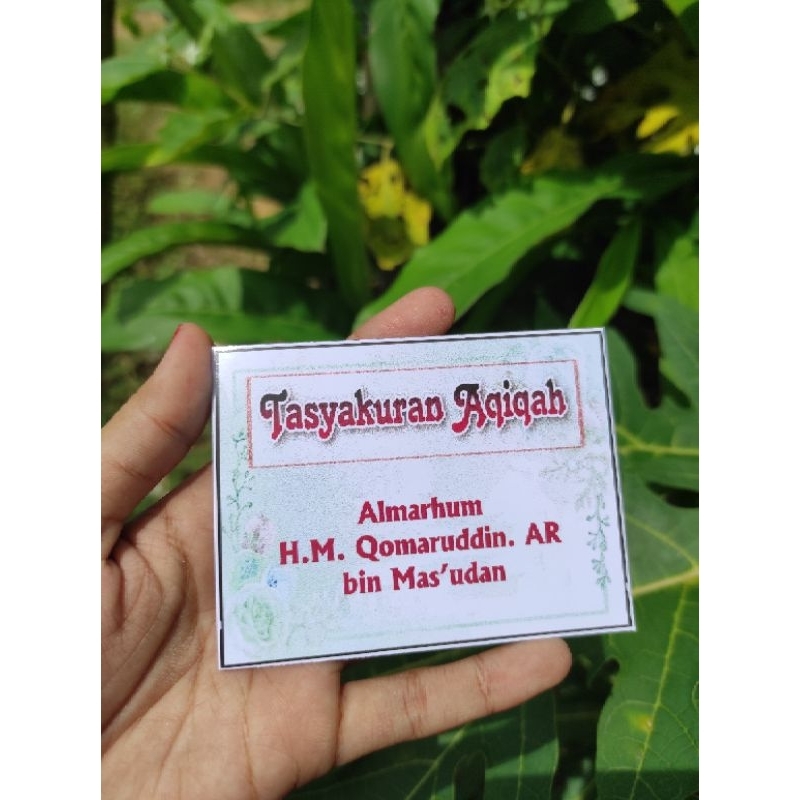 Tasyakuran Aqiqah
Almarhum
H.M. Qomaruddin. AR
bin Mas'udan